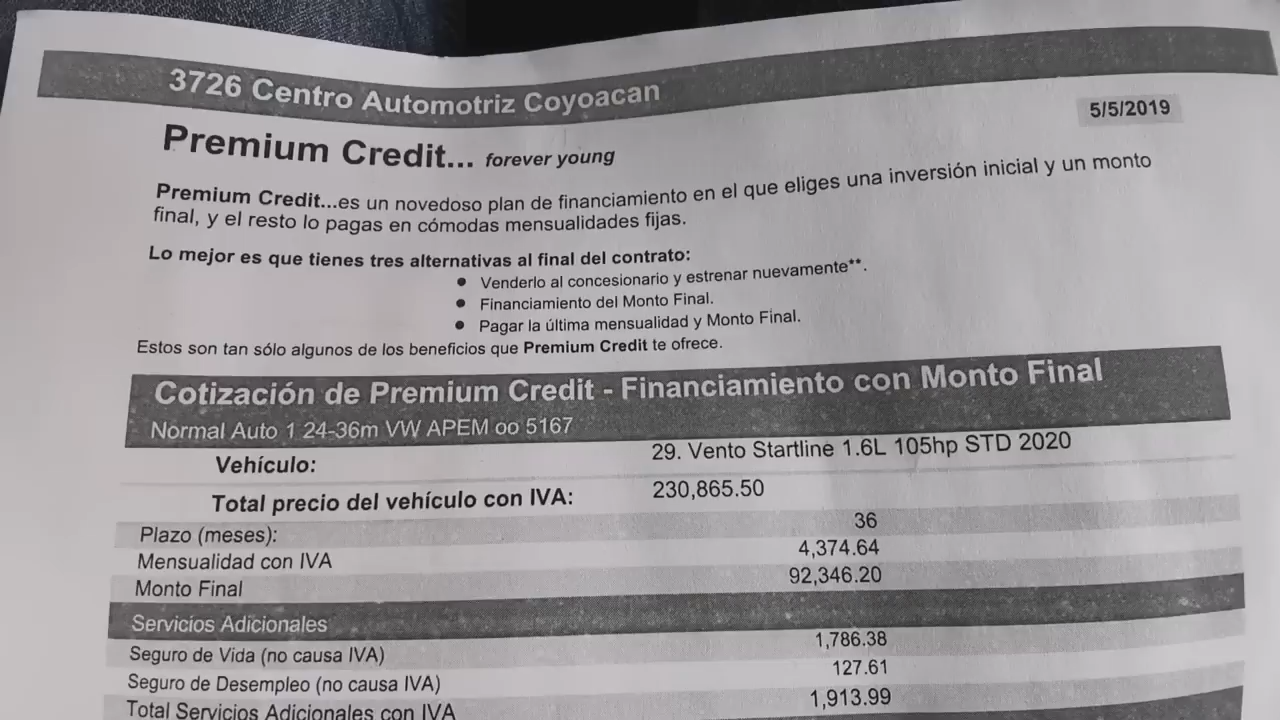 3726 Centro Automotriz Coyoacan
5/5/2019
Premium Credit... forever young
Premium Credit...es un novedoso plan de financiamiento en el que eliges una inversión inicial y un monto
final, y el resto lo pagas en cómodas mensualidades fijas.
Lo mejor es que tienes tres alternativas al final del contrato:
● Venderlo al concesionario y estrenar nuevamente**.
● Financiamiento del Monto Final.
● Pagar la última mensualidad y Monto Final.
Estos son tan sólo algunos de los beneficios que Premium Credit te ofrece.
Cotización de Premium Credit - Financiamiento con Monto Final
Normal Auto 1 24-36m VW APEM oo 5167
Vehículo: 29. Vento Startline 1.6L 105hp STD 2020
Total precio del vehículo con IVA: 230,865.50
Plazo (meses): 36
Mensualidad con IVA 4,374.64
Monto Final 92,346.20
Servicios Adicionales
Seguro de Vida (no causa IVA) 1,786.38
Seguro de Desempleo (no causa IVA) 127.61
Total Servicios Adicionales con IVA 1,913.99